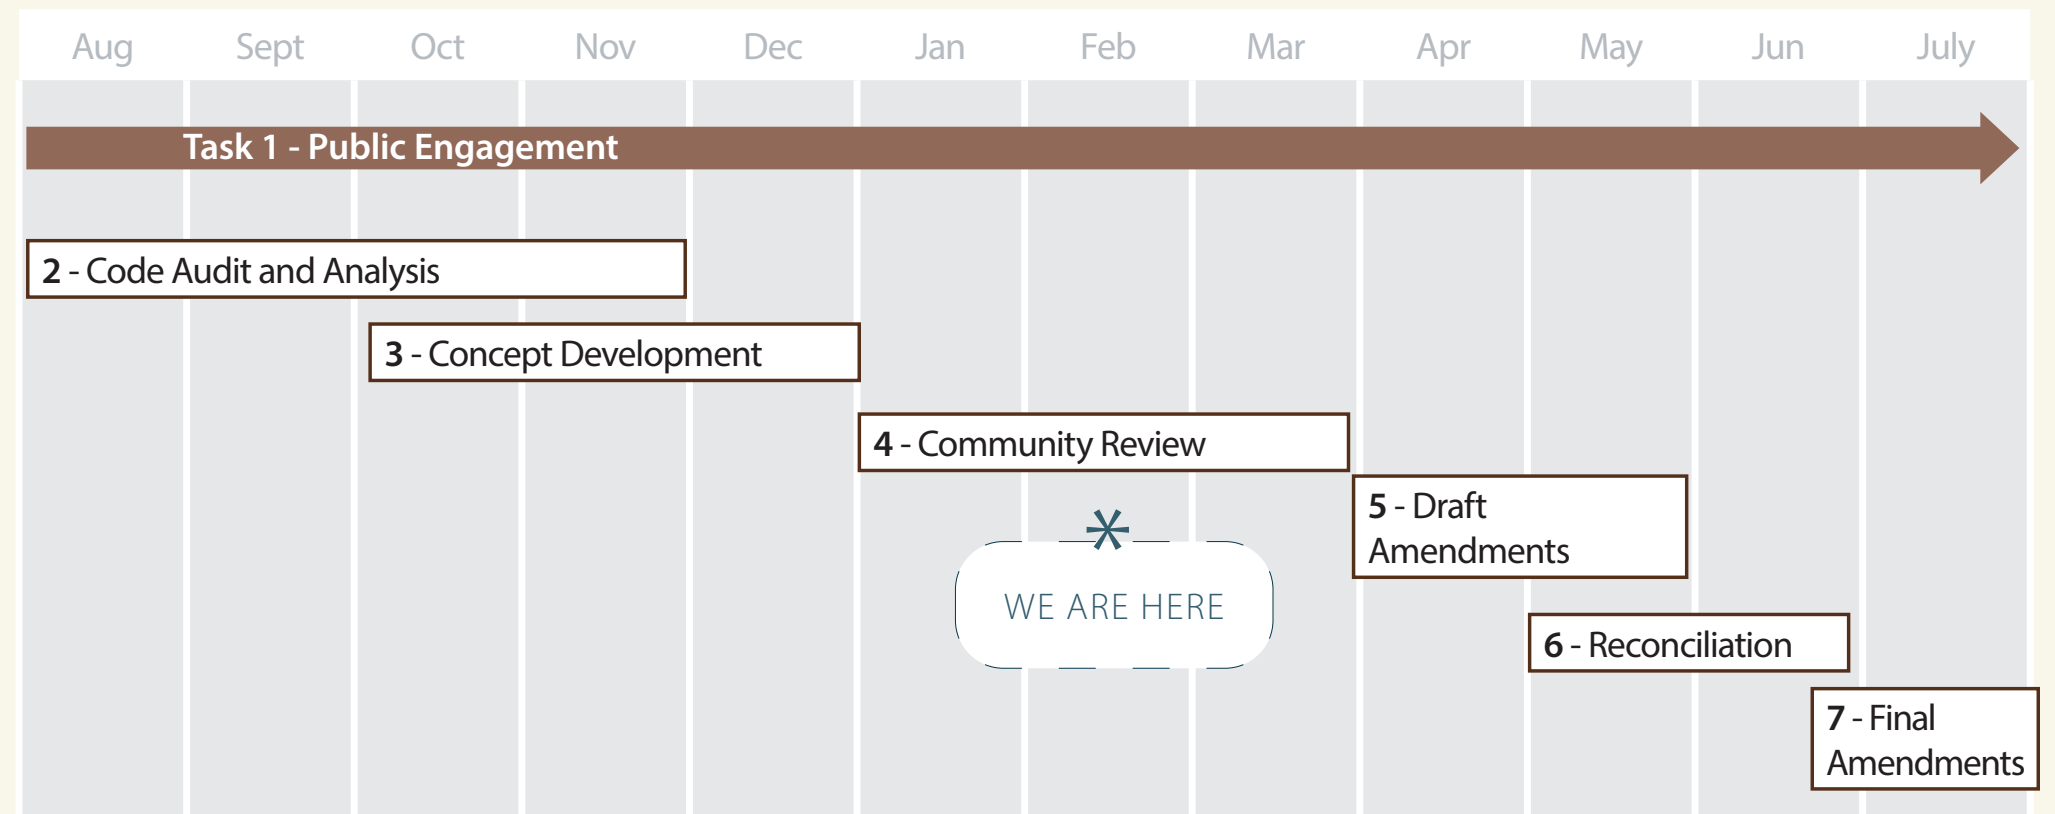 Aug Sept Oct Nov Dec Jan Feb Mar Apr May Jun July
Task 1 - Public Engagement
2 - Code Audit and Analysis
3 - Concept Development
4 - Community Review
5 - Draft
Amendments
*
WE ARE HERE
6 - Reconciliation
7 - Final
Amendments